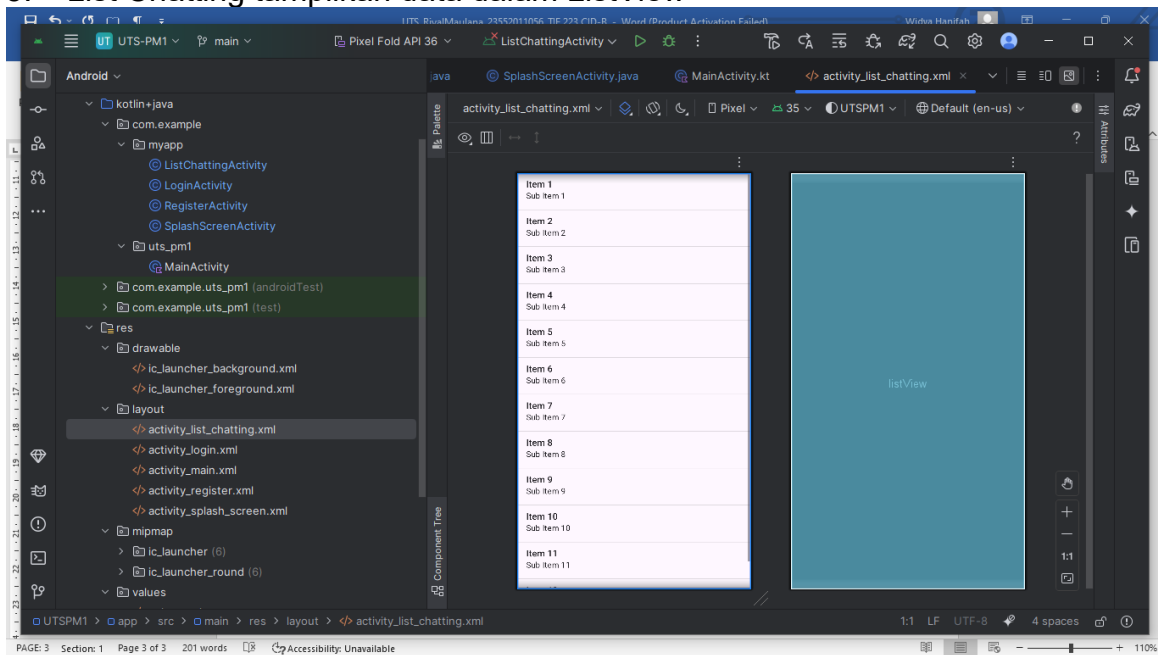 List Chatting tampilkan data dalam ListView
UTS_RivalMaulana_23552011056_TIF 223 CID-B - Word (Product Activation Failed)
Widya Hanifah
UT UTS-PM1
main
Pixel Fold API 36
ListChattingActivity
Android
java
SplashScreenActivity.java
MainActivity.kt
activity_list_chatting.xml
kotlin+java
com.example
myapp
ListChattingActivity
LoginActivity
RegisterActivity
SplashScreenActivity
uts_pm1
MainActivity
com.example.uts_pm1 (androidTest)
com.example.uts_pm1 (test)
res
drawable
ic_launcher_background.xml
ic_launcher_foreground.xml
layout
activity_list_chatting.xml
activity_login.xml
activity_main.xml
activity_register.xml
activity_splash_screen.xml
mipmap
ic_launcher (6)
ic_launcher_round (6)
values
Palette
Component Tree
activity_list_chatting.xml
Pixel
35
UTSPM1
Default (en-us)
Attributes
Item 1
Sub Item 1
Item 2
Sub Item 2
Item 3
Sub Item 3
Item 4
Sub Item 4
Item 5
Sub Item 5
Item 6
Sub Item 6
Item 7
Sub Item 7
Item 8
Sub Item 8
Item 9
Sub Item 9
Item 10
Sub Item 10
Item 11
Sub Item 11
listView
1:1
UTSPM1 > app > src > main > res > layout > activity_list_chatting.xml
1:1 LF UTF-8 4 spaces
PAGE: 3 Section: 1 Page 3 of 3 201 words Accessibility: Unavailable
110%